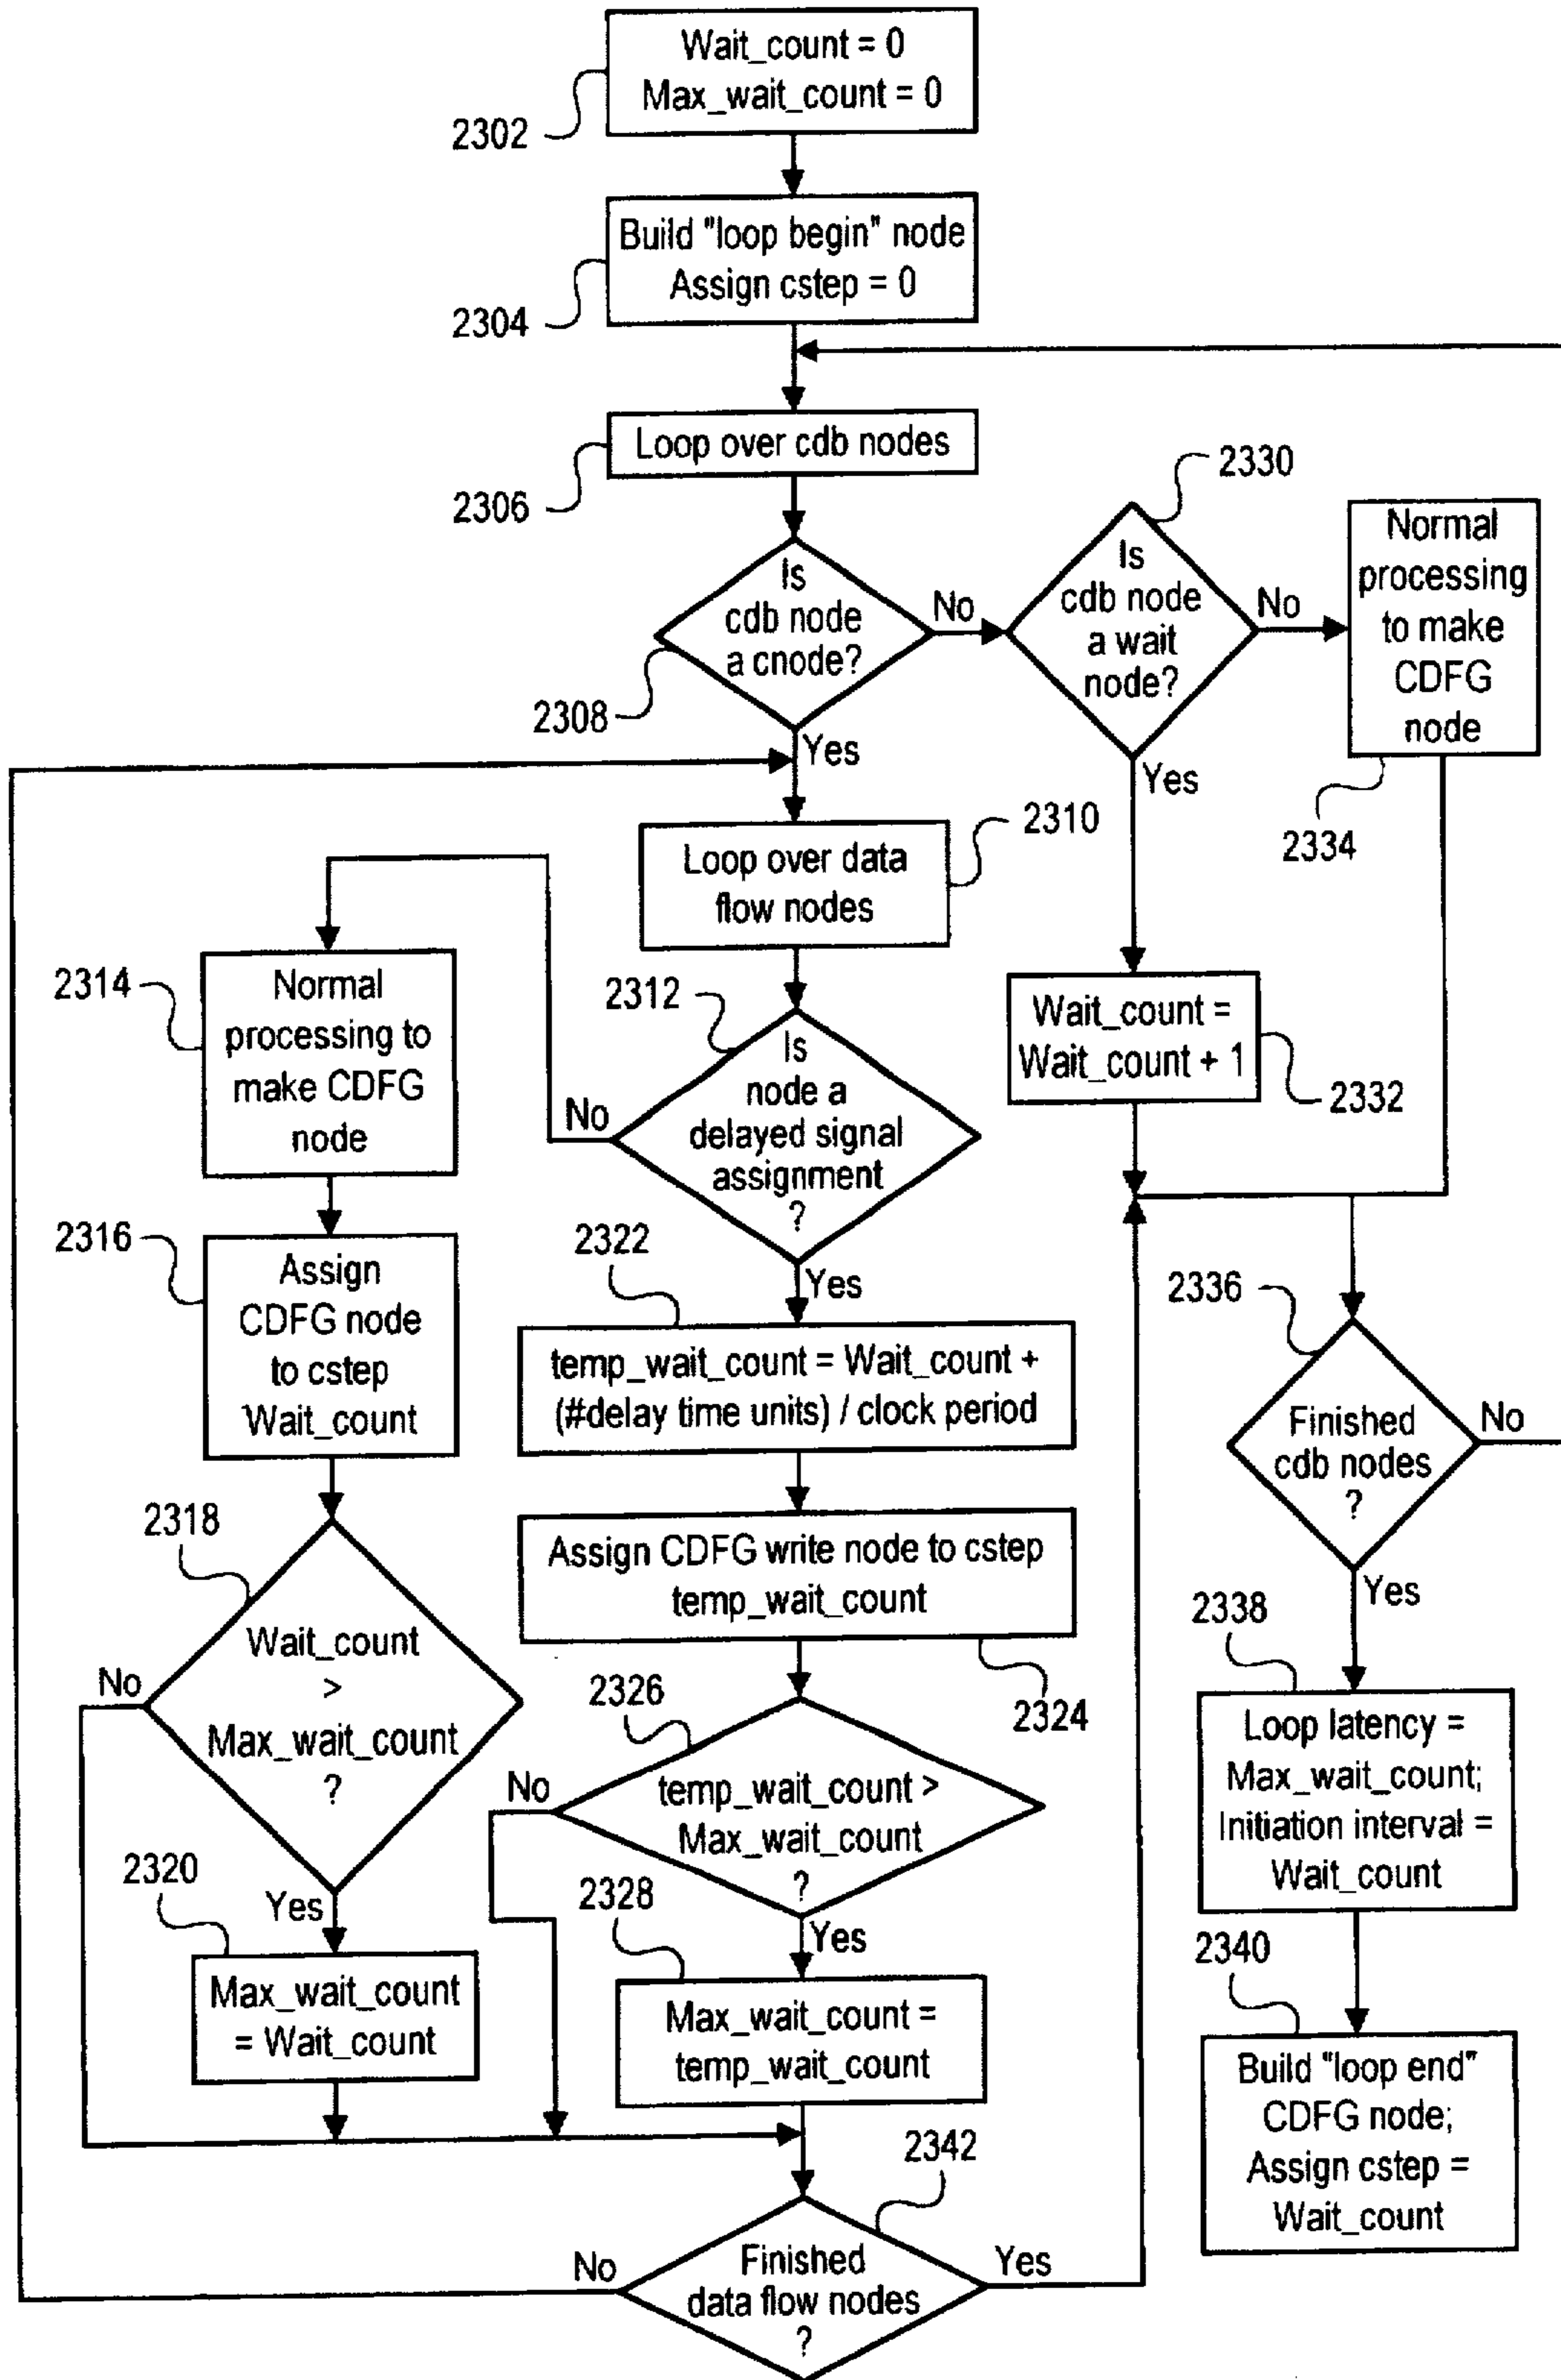 Wait_count = 0
Max_wait_count = 0
2302
Build "loop begin" node
Assign cstep = 0
2304
Loop over cdb nodes
2306
Is
cdb node
a cnode?
2308
No
Yes
2330
Is
cdb node
a wait
node?
No
Yes
Normal
processing
to make
CDFG
node
2334
Wait_count =
Wait_count + 1
2332
2310
Loop over data
flow nodes
2312
Is
node a
delayed signal
assignment
?
No
Yes
2314
Normal
processing to
make CDFG
node
2316
Assign
CDFG node
to cstep
Wait_count
2318
Wait_count
>
Max_wait_count
?
No
Yes
2320
Max_wait_count
= Wait_count
2322
temp_wait_count = Wait_count +
(#delay time units) / clock period
Assign CDFG write node to cstep
temp_wait_count
2324
2326
temp_wait_count >
Max_wait_count
?
No
Yes
2328
Max_wait_count =
temp_wait_count
2342
Finished
data flow nodes
?
No
Yes
2336
Finished
cdb nodes
?
No
Yes
2338
Loop latency =
Max_wait_count;
Initiation interval =
Wait_count
2340
Build "loop end"
CDFG node;
Assign cstep =
Wait_count